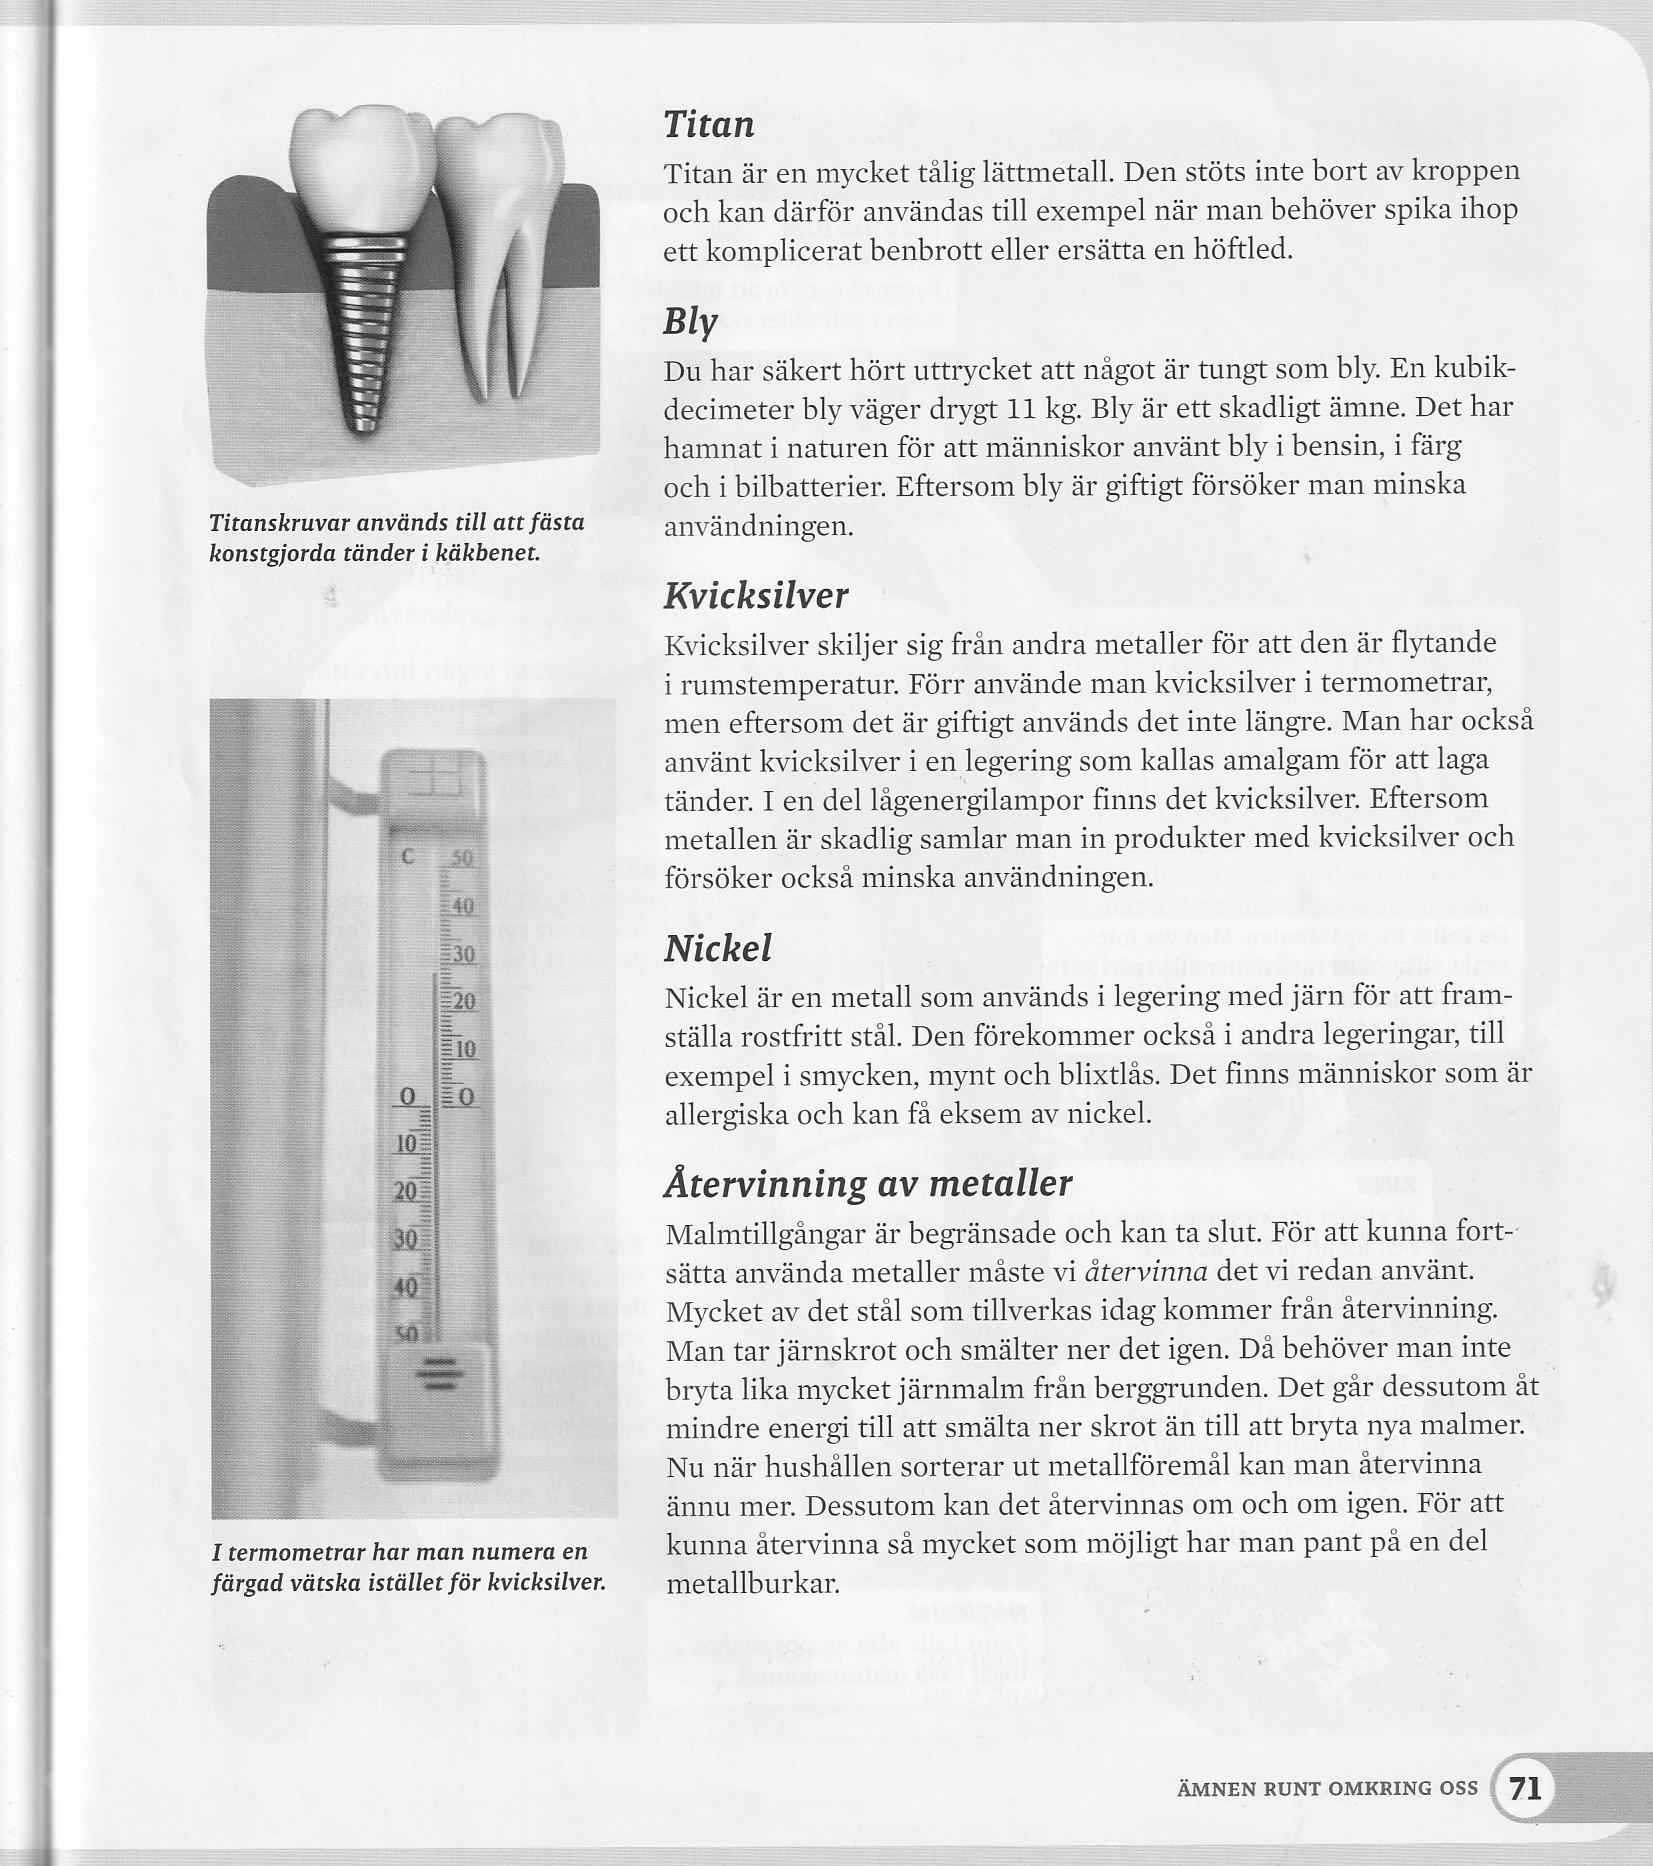 Titan
Titan är en mycket tålig lättmetall. Den stöts inte bort av kroppen
och kan därför användas till exempel när man behöver spika ihop
ett komplicerat benbrott eller ersätta en höftled.
Bly
Du har säkert hört uttrycket att något är tungt som bly. En kubik-
decimeter bly väger drygt 11 kg. Bly är ett skadligt ämne. Det har
hamnat i naturen för att människor använt bly i bensin, i färg
och i bilbatterier. Eftersom bly är giftigt försöker man minska
användningen.
Titanskruvar används till att fästa
konstgjorda tänder i käkbenet.
Kvicksilver
Kvicksilver skiljer sig från andra metaller för att den är flytande
i rumstemperatur. Förr använde man kvicksilver i termometrar,
men eftersom det är giftigt används det inte längre. Man har också
använt kvicksilver i en legering som kallas amalgam för att laga
tänder. I en del lågenergilampor finns det kvicksilver. Eftersom
metallen är skadlig samlar man in produkter med kvicksilver och
försöker också minska användningen.
Nickel
Nickel är en metall som används i legering med järn för att fram-
ställa rostfritt stål. Den förekommer också i andra legeringar, till
exempel i smycken, mynt och blixtlås. Det finns människor som är
allergiska och kan få eksem av nickel.
Återvinning av metaller
Malmtillgångar är begränsade och kan ta slut. För att kunna fort-
sätta använda metaller måste vi återvinna det vi redan använt.
Mycket av det stål som tillverkas idag kommer från återvinning.
Man tar järnskrot och smälter ner det igen. Då behöver man inte
bryta lika mycket järnmalm från berggrunden. Det går dessutom åt
mindre energi till att smälta ner skrot än till att bryta nya malmer.
Nu när hushållen sorterar ut metallföremål kan man återvinna
ännu mer. Dessutom kan det återvinnas om och om igen. För att
kunna återvinna så mycket som möjligt har man pant på en del
metallburkar.
C 50
40
30
20
10
0 0
10
20
30
40
50
I termometrar har man numera en
färgad vätska istället för kvicksilver.
ÄMNEN RUNT OMKRING OSS 71